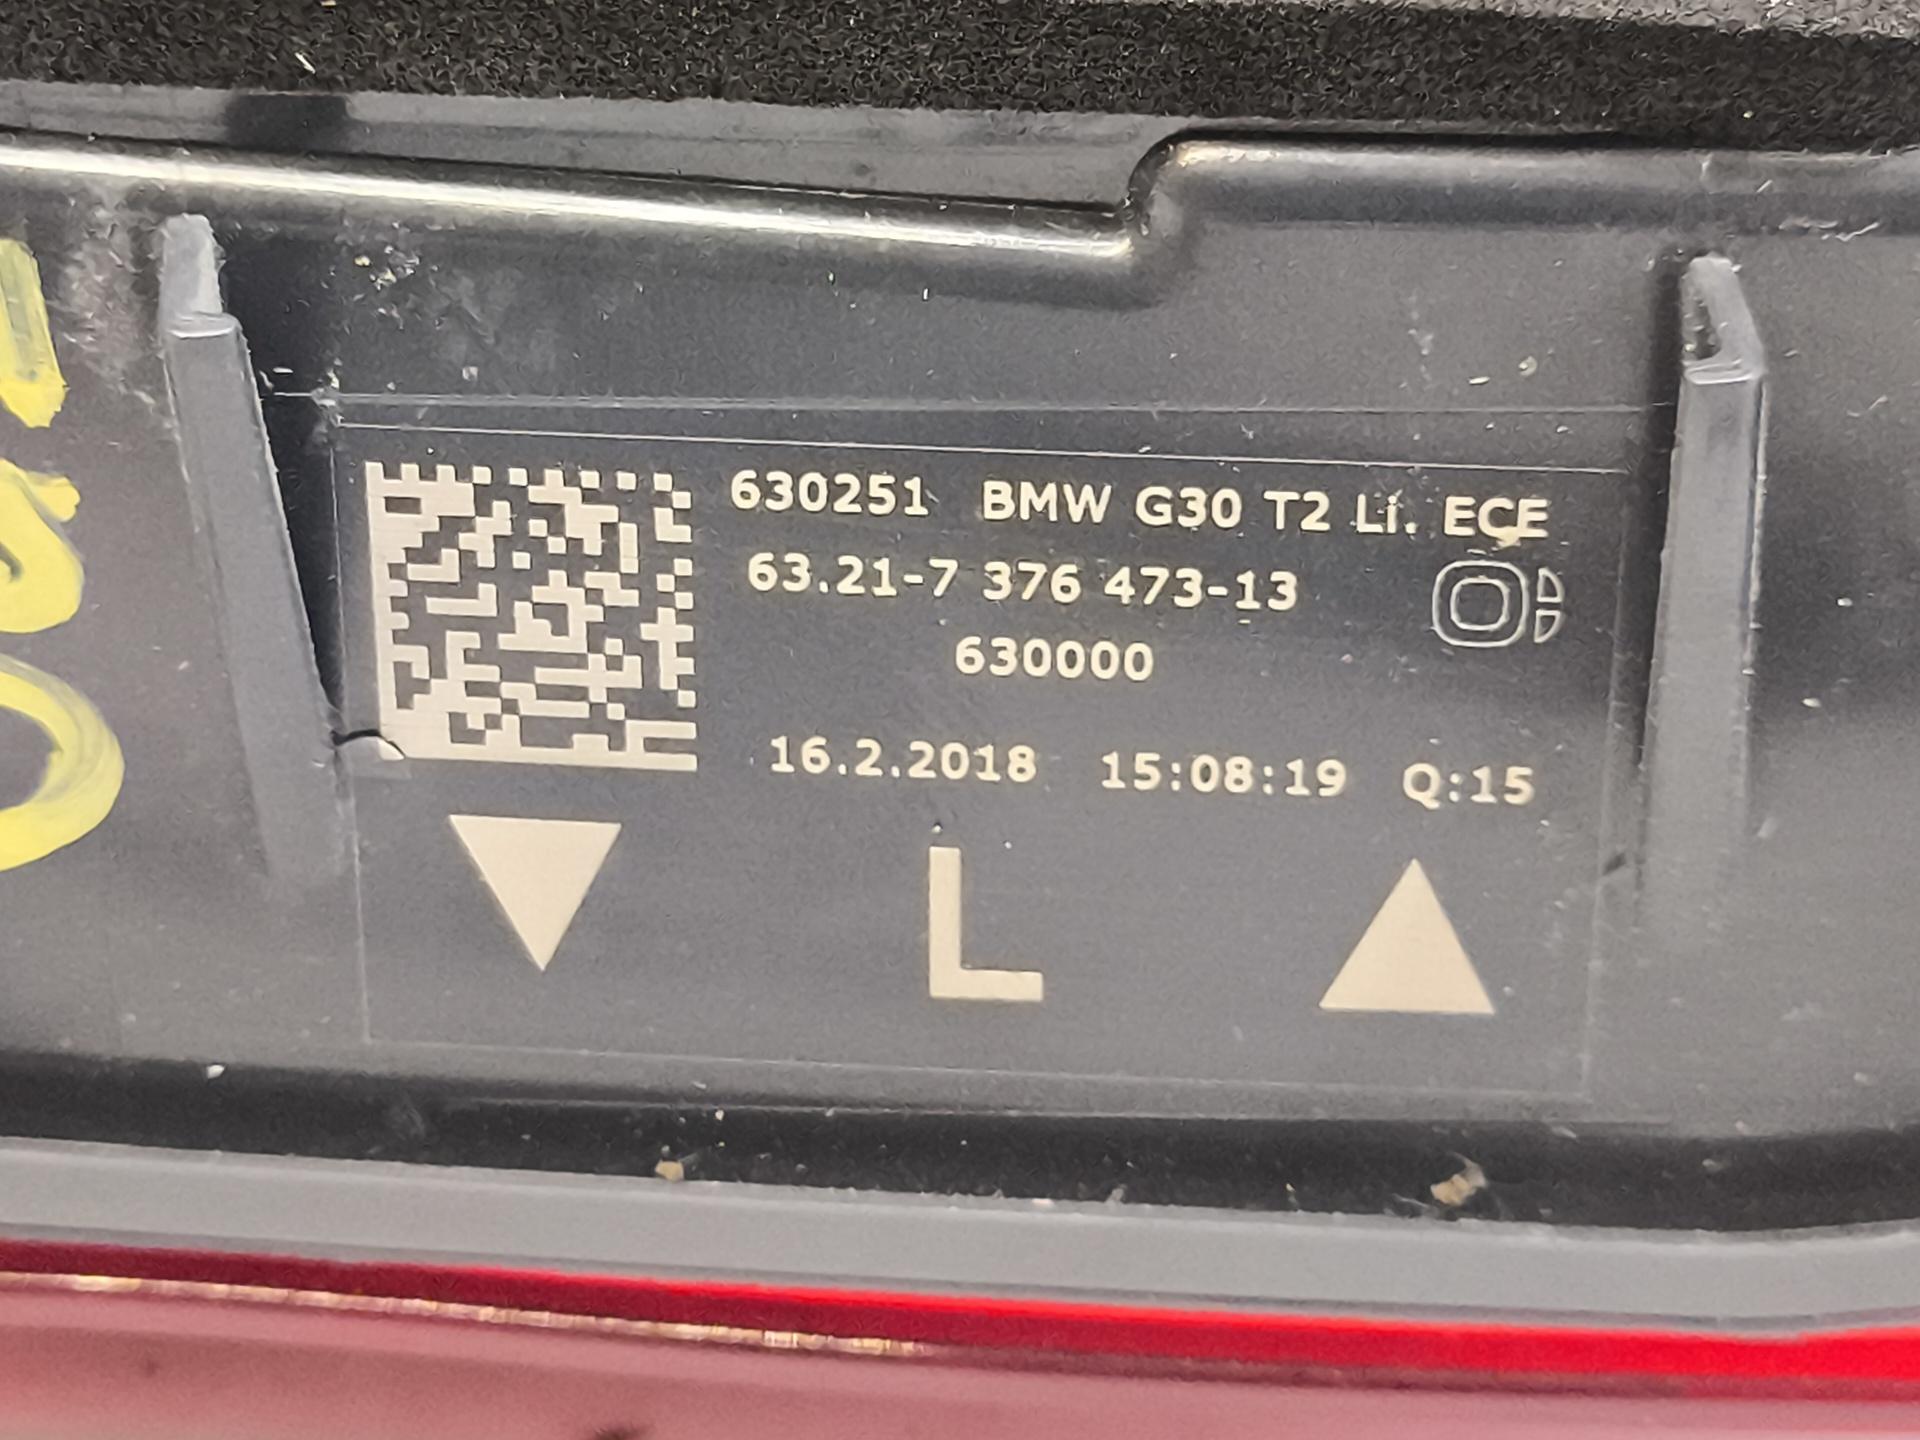 630251 BMW G30 T2 Li. ECE
63.21-7 376 473-13
630000
16.2.2018 15:08:19 Q:15
L